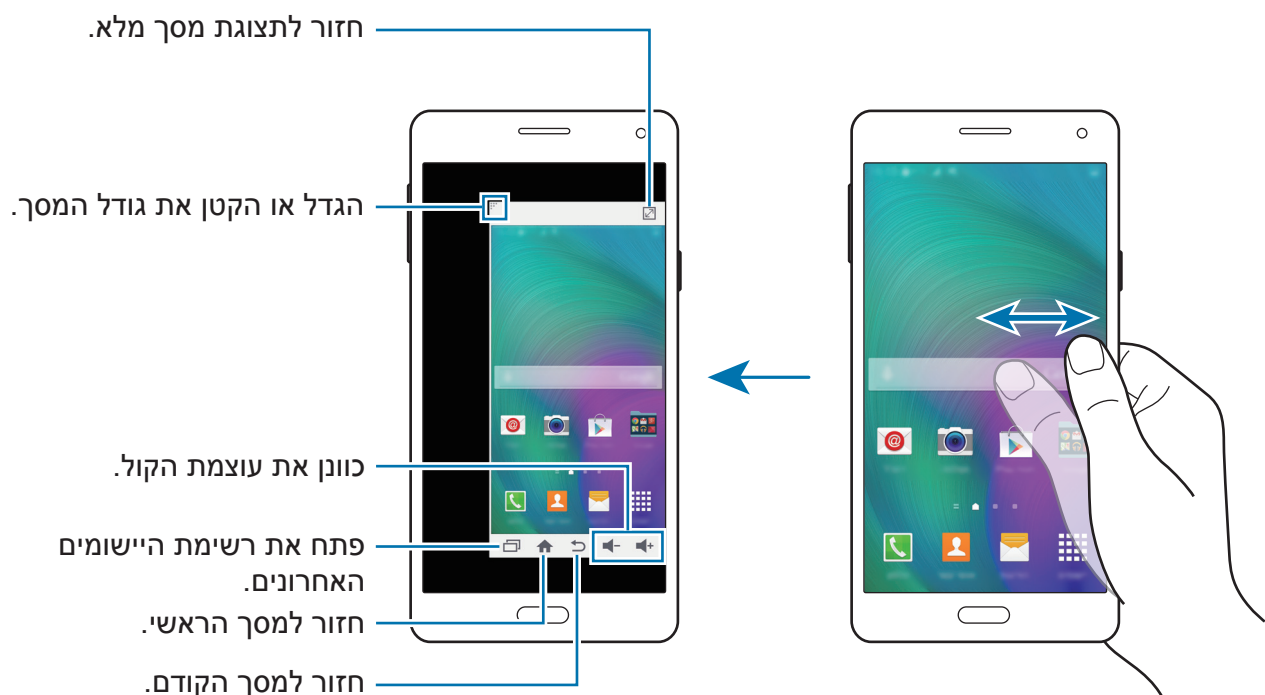 חזור לתצוגת מסך מלא.
הגדל או הקטן את גודל המסך.
כוונן את עוצמת הקול.
פתח את רשימת היישומים
האחרונים.
חזור למסך הראשי.
חזור למסך הקודם.